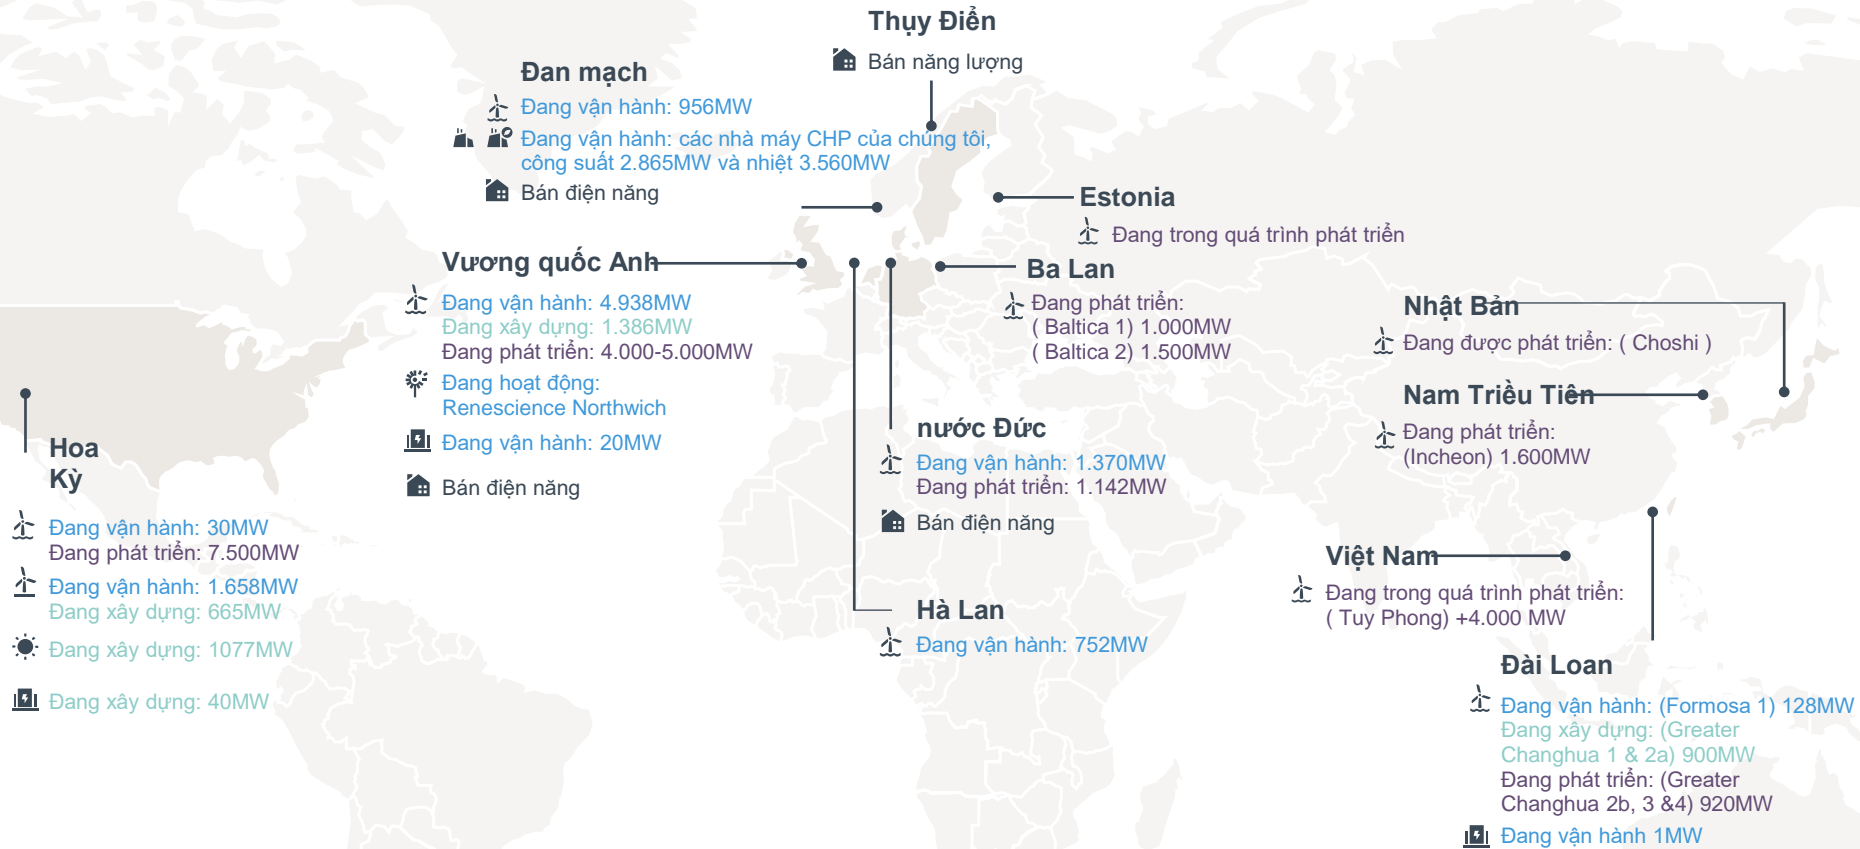 Thụy Điển
Bán năng lượng
Đan mạch
Đang vận hành: 956MW
Đang vận hành: các nhà máy CHP của chúng tôi,
công suất 2.865MW và nhiệt 3.560MW
Bán điện năng
Estonia
Đang trong quá trình phát triển
Vương quốc Anh
Đang vận hành: 4.938MW
Đang xây dựng: 1.386MW
Đang phát triển: 4.000-5.000MW
Đang hoạt động:
Renescience Northwich
Đang vận hành: 20MW
Bán điện năng
Ba Lan
Đang phát triển:
( Baltica 1) 1.000MW
( Baltica 2) 1.500MW
Nhật Bản
Đang được phát triển: ( Choshi )
Nam Triều Tiên
Đang phát triển:
(Incheon) 1.600MW
nước Đức
Đang vận hành: 1.370MW
Đang phát triển: 1.142MW
Bán điện năng
Hoa
Kỳ
Đang vận hành: 30MW
Đang phát triển: 7.500MW
Đang vận hành: 1.658MW
Đang xây dựng: 665MW
Đang xây dựng: 1077MW
Đang xây dựng: 40MW
Hà Lan
Đang vận hành: 752MW
Việt Nam
Đang trong quá trình phát triển:
( Tuy Phong) +4.000 MW
Đài Loan
Đang vận hành: (Formosa 1) 128MW
Đang xây dựng: (Greater
Changhua 1 & 2a) 900MW
Đang phát triển: (Greater
Changhua 2b, 3 &4) 920MW
Đang vận hành 1MW